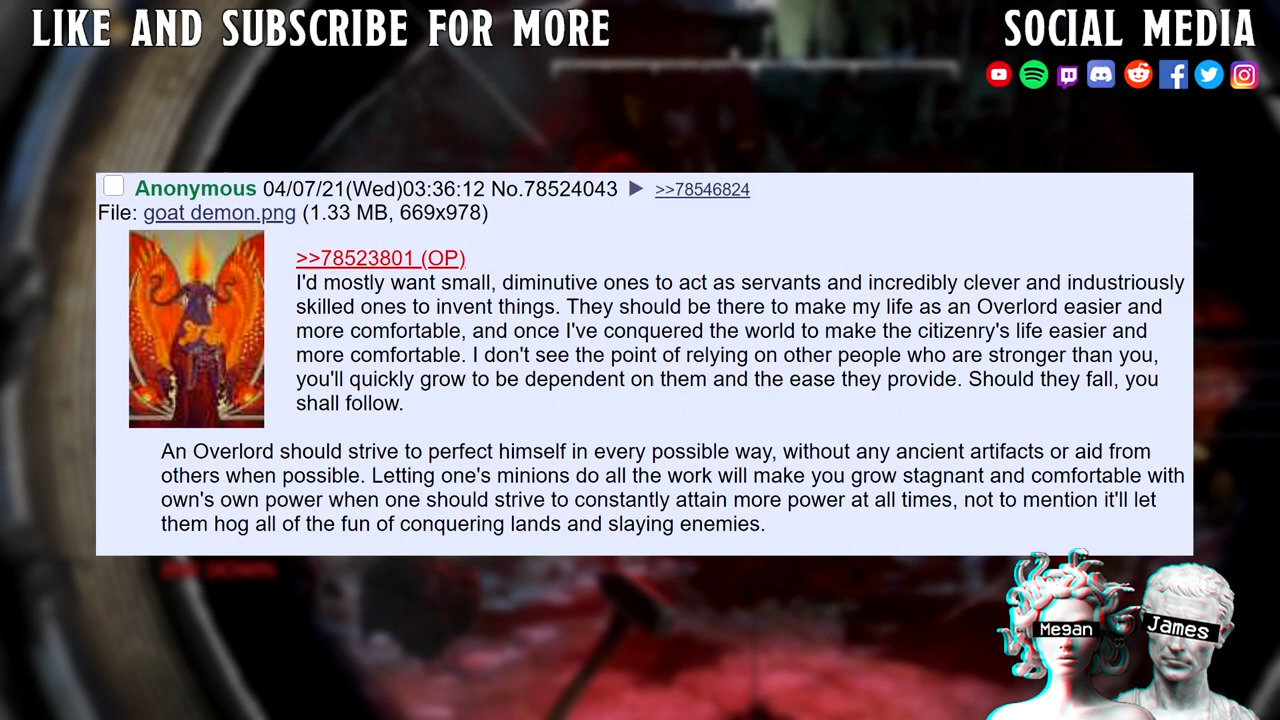 LIKE AND SUBSCRIBE FOR MORE
SOCIAL MEDIA
Anonymous 04/07/21(Wed)03:36:12 No.78524043 ▶ >>78546824
File: goat demon.png (1.33 MB, 669x978)
>>78523801 (OP)
I'd mostly want small, diminutive ones to act as servants and incredibly clever and industriously
skilled ones to invent things. They should be there to make my life as an Overlord easier and
more comfortable, and once I've conquered the world to make the citizenry's life easier and
more comfortable. I don't see the point of relying on other people who are stronger than you,
you'll quickly grow to be dependent on them and the ease they provide. Should they fall, you
shall follow.
An Overlord should strive to perfect himself in every possible way, without any ancient artifacts or aid from
others when possible. Letting one's minions do all the work will make you grow stagnant and comfortable with
own's own power when one should strive to constantly attain more power at all times, not to mention it'll let
them hog all of the fun of conquering lands and slaying enemies.
Megan
James